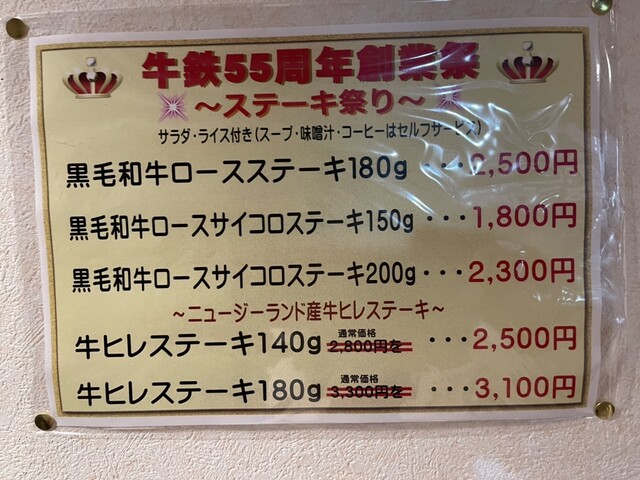 牛鉄55周年創業祭
～ステーキ祭り～
サラダ・ライス付き(スープ・味噌汁・コーヒーはセルフサービス)
黒毛和牛ロースステーキ180g ・・・2,500円
黒毛和牛ロースサイコロステーキ150g ・・・1,800円
黒毛和牛ロースサイコロステーキ200g・・・2,300円
～ニュージーランド産牛ヒレステーキ～
通常価格
牛ヒレステーキ140g 2,800円を ・・・2,500円
通常価格
牛ヒレステーキ180g 3,300円を ・・・3,100円